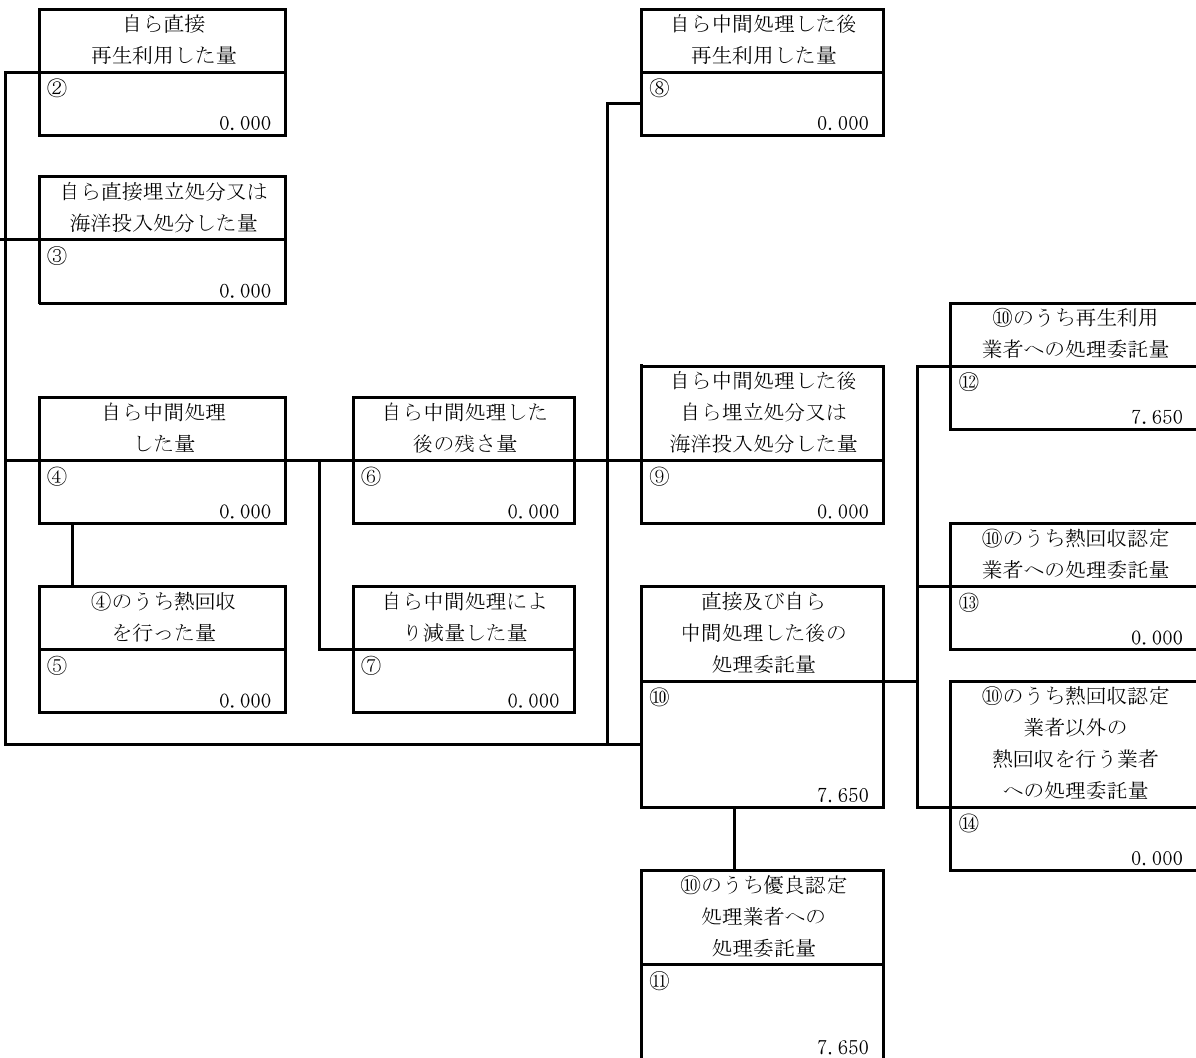 自ら直接
再生利用した量
②
0.000
自ら直接埋立処分又は
海洋投入処分した量
③
0.000
自ら中間処理
した量
④
0.000
④のうち熱回収
を行った量
⑤
0.000
自ら中間処理した
後の残さ量
⑥
0.000
自ら中間処理によ
り減量した量
⑦
0.000
自ら中間処理した後
再生利用した量
⑧
0.000
自ら中間処理した後
自ら埋立処分又は
海洋投入処分した量
⑨
0.000
直接及び自ら
中間処理した後の
処理委託量
⑩
7.650
⑩のうち優良認定
処理業者への
処理委託量
⑪
7.650
⑩のうち再生利用
業者への処理委託量
⑫
7.650
⑩のうち熱回収認定
業者への処理委託量
⑬
0.000
⑩のうち熱回収認定
業者以外の
熱回収を行う業者
への処理委託量
⑭
0.000